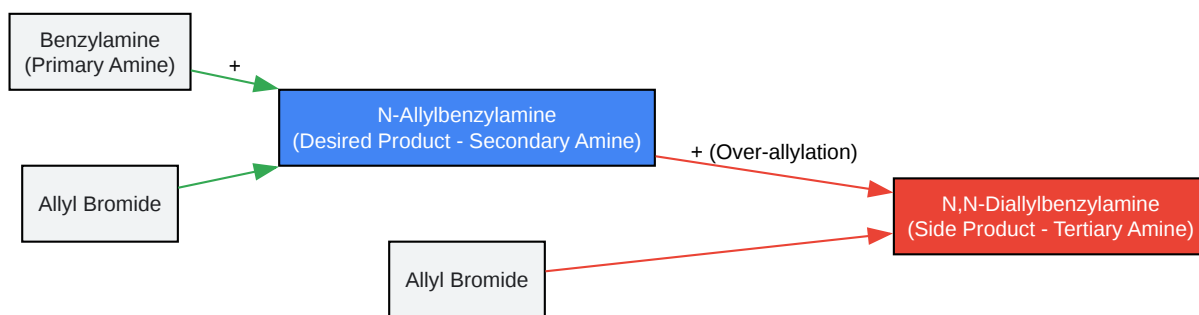 Benzylamine
(Primary Amine)
+
N-Allylbenzylamine
(Desired Product - Secondary Amine)
Allyl Bromide
+ (Over-allylation)
N,N-Diallylbenzylamine
(Side Product - Tertiary Amine)
Allyl Bromide